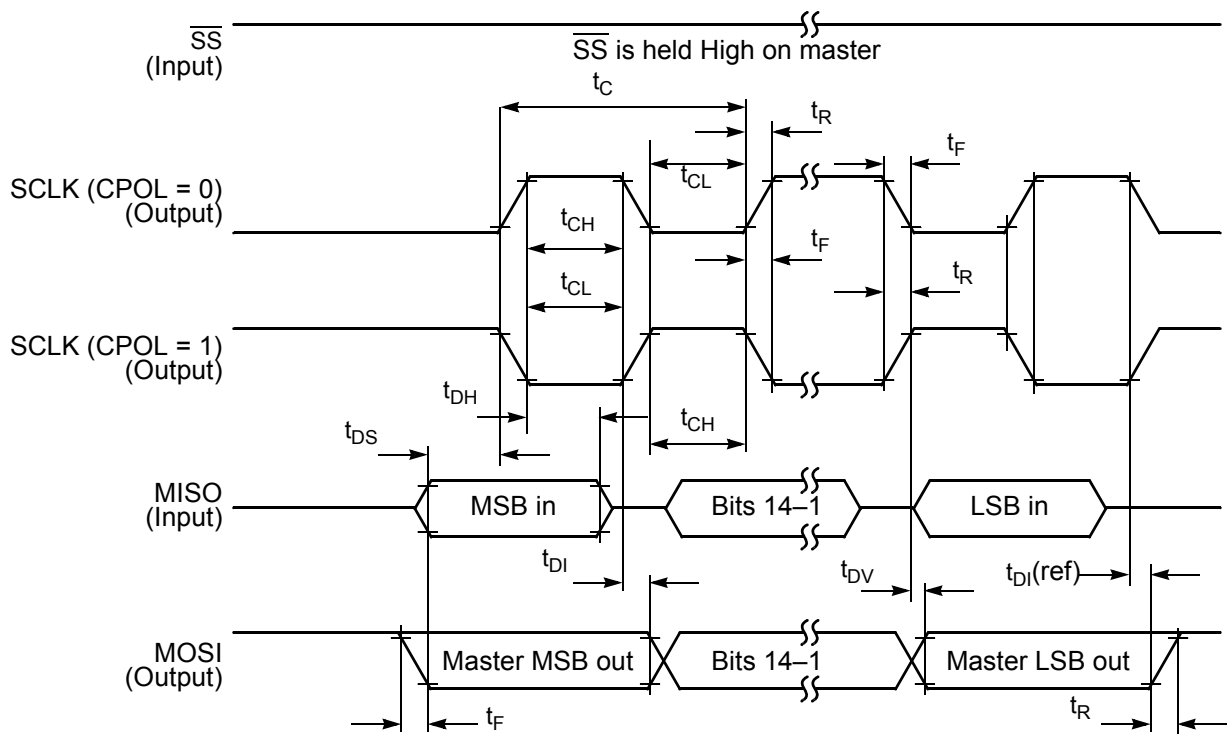 SS
(Input)
SS is held High on master
tC
tR
tF
SCLK (CPOL = 0)
(Output)
tCL
tCH
tF
tCL
tR
SCLK (CPOL = 1)
(Output)
tDH
tCH
tDS
MISO
(Input)
MSB in
Bits 14–1
LSB in
tDI
tDV
tDI(ref)
MOSI
(Output)
Master MSB out
Bits 14–1
Master LSB out
tF
tR